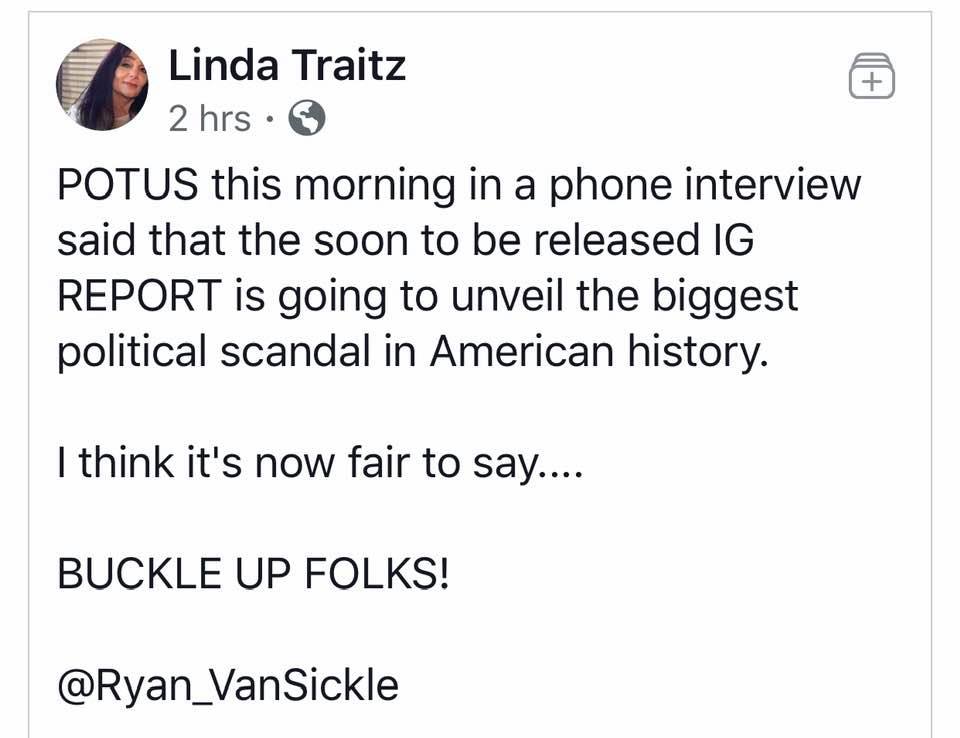 Linda Traitz
2 hrs ·
POTUS this morning in a phone interview
said that the soon to be released IG
REPORT is going to unveil the biggest
political scandal in American history.
I think it's now fair to say....
BUCKLE UP FOLKS!
@Ryan_VanSickle